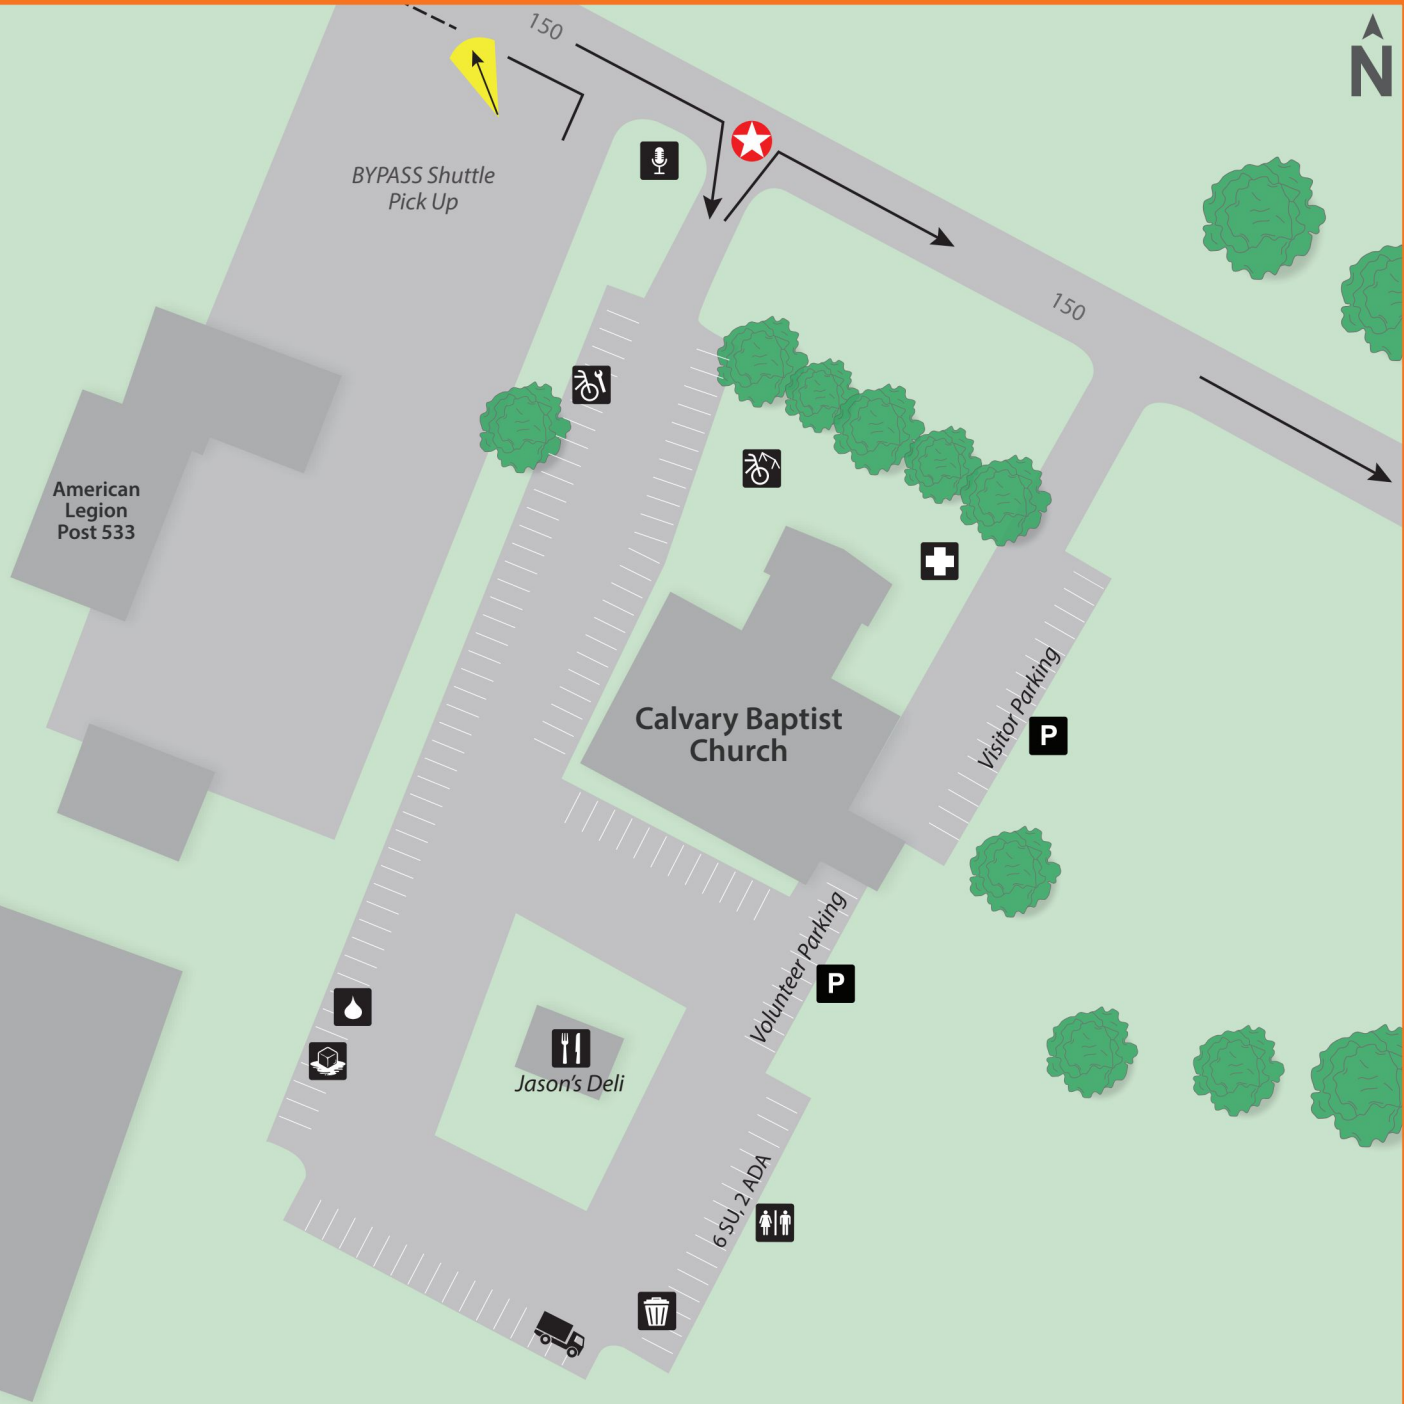 150
N
BYPASS Shuttle
Pick Up
150
American
Legion
Post 533
Visitor Parking
P
Calvary Baptist
Church
Volunteer Parking
P
Jason's Deli
6 SU, 2 ADA